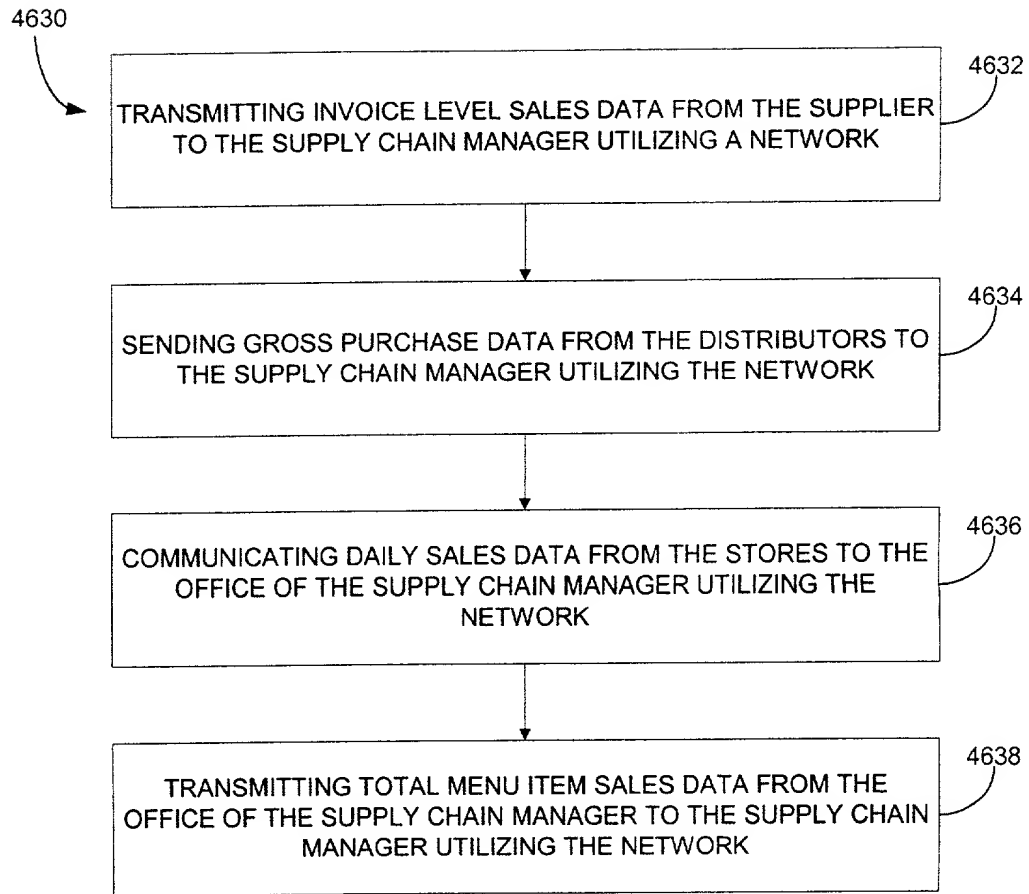 4630
4632
TRANSMITTING INVOICE LEVEL SALES DATA FROM THE SUPPLIER
TO THE SUPPLY CHAIN MANAGER UTILIZING A NETWORK
4634
SENDING GROSS PURCHASE DATA FROM THE DISTRIBUTORS TO
THE SUPPLY CHAIN MANAGER UTILIZING THE NETWORK
4636
COMMUNICATING DAILY SALES DATA FROM THE STORES TO THE
OFFICE OF THE SUPPLY CHAIN MANAGER UTILIZING THE
NETWORK
4638
TRANSMITTING TOTAL MENU ITEM SALES DATA FROM THE
OFFICE OF THE SUPPLY CHAIN MANAGER TO THE SUPPLY CHAIN
MANAGER UTILIZING THE NETWORK